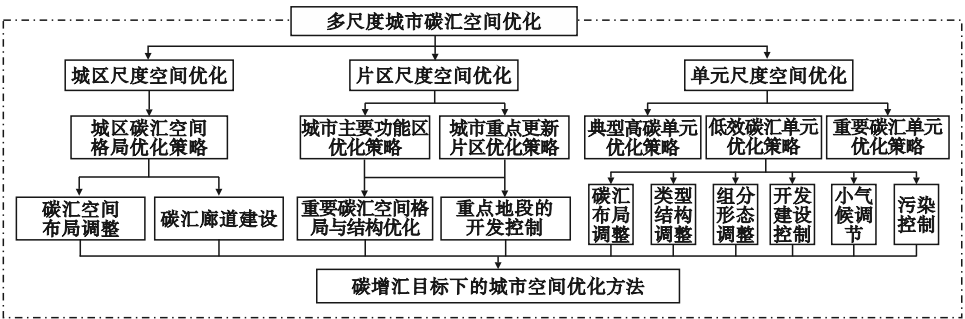 多尺度城市碳汇空间优化
城区尺度空间优化
片区尺度空间优化
单元尺度空间优化
城区碳汇空间
格局优化策略
城市主要功能区
优化策略
城市重点更新
片区优化策略
典型高碳单元
优化策略
低效碳汇单元
优化策略
重要碳汇单元
优化策略
碳汇空间
布局调整
碳汇廊道建设
重要碳汇空间格
局与结构优化
重点地段的
开发控制
碳汇
布局
调整
类型
结构
调整
组分
形态
调整
开发
建设
控制
小气
候调
节
污染
控制
碳增汇目标下的城市空间优化方法